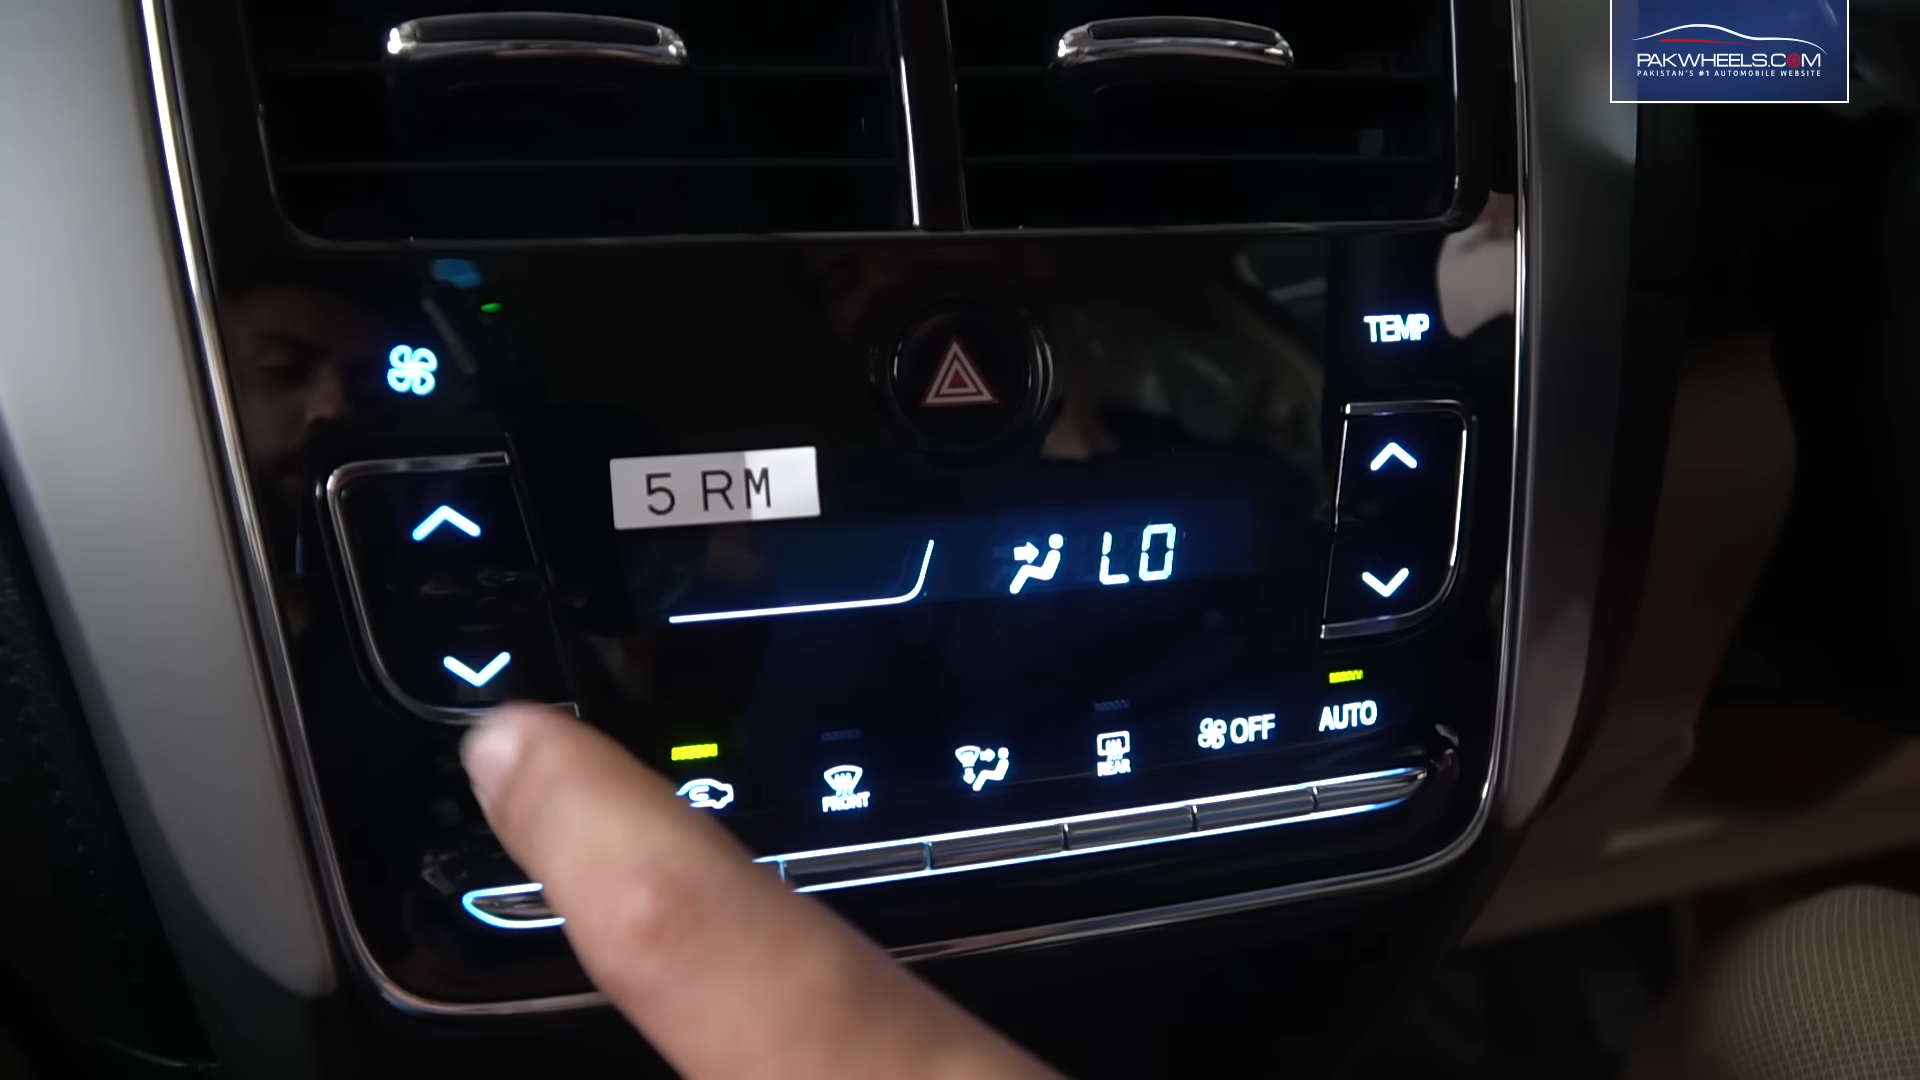 PAKWHEELS.COM
PAKISTAN'S #1 AUTOMOBILE WEBSITE
TEMP
5 RM
LO
FRONT
REAR
OFF
AUTO